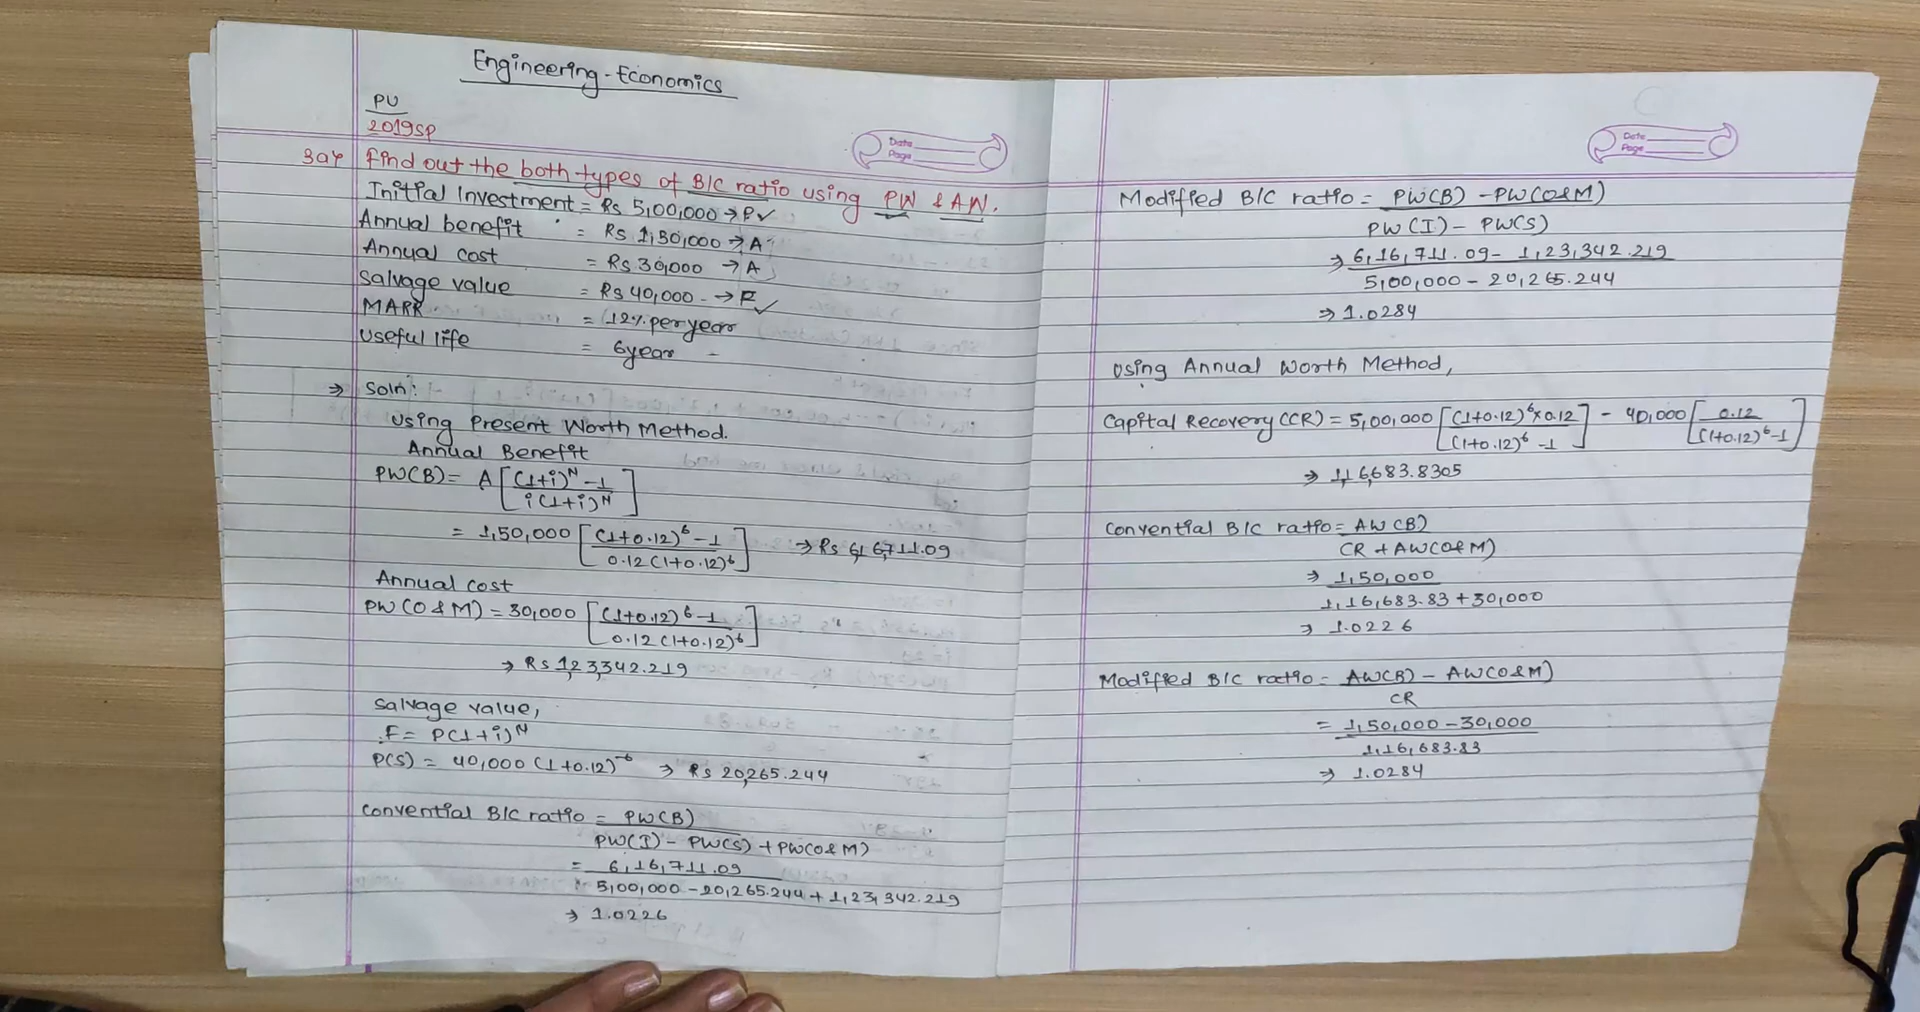 Engineering-Economics
PU
2019sp
Date
Page
3a> Find out the both types of B/C ratio using PW & AW.
Initial Investment = Rs 5,00,000 → P✓
Annual benefit = Rs 1,50,000 → A
Annual cost = Rs 30,000 → A
Salvage value = Rs 40,000 → F✓
MARR = 12% per year
Useful life = 6year
⇒ Soln:
Using Present Worth Method.
Annual Benefit
PW(B)= A [(1+i)^N - 1 / i(1+i)^N]
= 1,50,000 [(1+0.12)^6 - 1 / 0.12(1+0.12)^6] ⇒ Rs 6,16,711.09
Annual cost
PW(O&M) = 30,000 [(1+0.12)^6 - 1 / 0.12(1+0.12)^6]
⇒ Rs 1,23,342.219
Salvage value,
F= P(1+i)^N
P(S) = 40,000 (1+0.12)^-6 ⇒ Rs 20,265.244
Convential B/C ratio = PW(B)
PW(I) - PW(S) + PW(O&M)
= 6,16,711.09
5,00,000 - 20,265.244 + 1,23,342.219
⇒ 1.0226
Date
Page
Modified B/C ratio = PW(B) - PW(O&M)
PW(I) - PW(S)
⇒ 6,16,711.09 - 1,23,342.219
5,00,000 - 20,265.244
⇒ 1.0284
Using Annual Worth Method,
Capital Recovery (CR) = 5,00,000 [(1+0.12)^6×0.12 / (1+0.12)^6 - 1] - 40,000 [0.12 / (1+0.12)^6 - 1]
⇒ 1,16,683.8305
Convential B/C ratio = AW(B)
CR + AW(O&M)
⇒ 1,50,000
1,16,683.83 + 30,000
⇒ 1.0226
Modified B/C ratio = AW(B) - AW(O&M)
CR
= 1,50,000 - 30,000
1,16,683.83
⇒ 1.0284